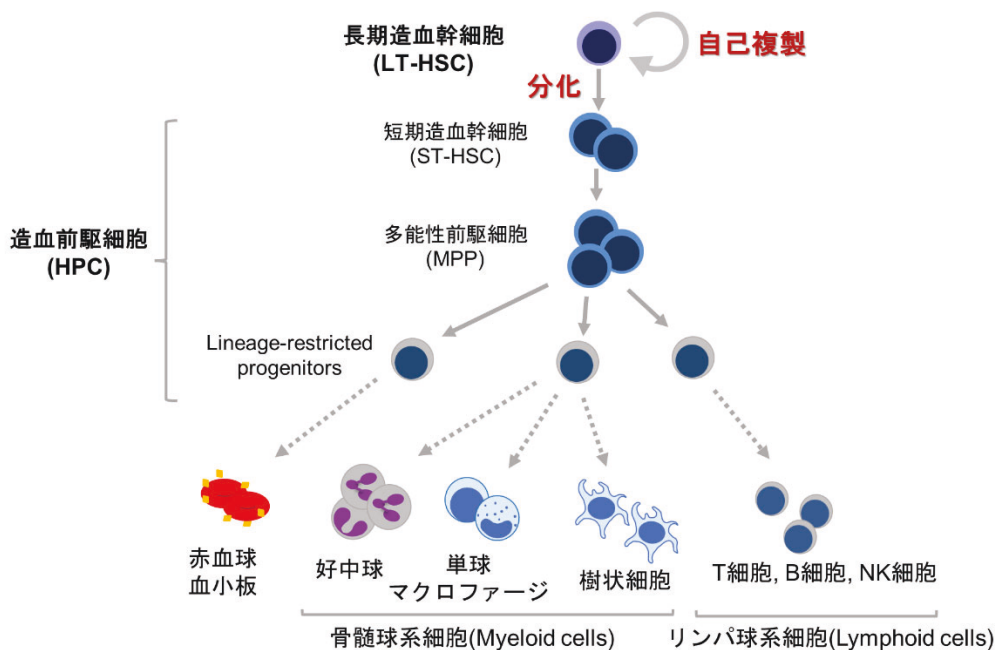 長期造血幹細胞
(LT-HSC)
自己複製
分化
短期造血幹細胞
(ST-HSC)
造血前駆細胞
(HPC)
多能性前駆細胞
(MPP)
Lineage-restricted
progenitors
赤血球
血小板
好中球
単球
マクロファージ
樹状細胞
T細胞, B細胞, NK細胞
骨髄球系細胞(Myeloid cells)
リンパ球系細胞(Lymphoid cells)